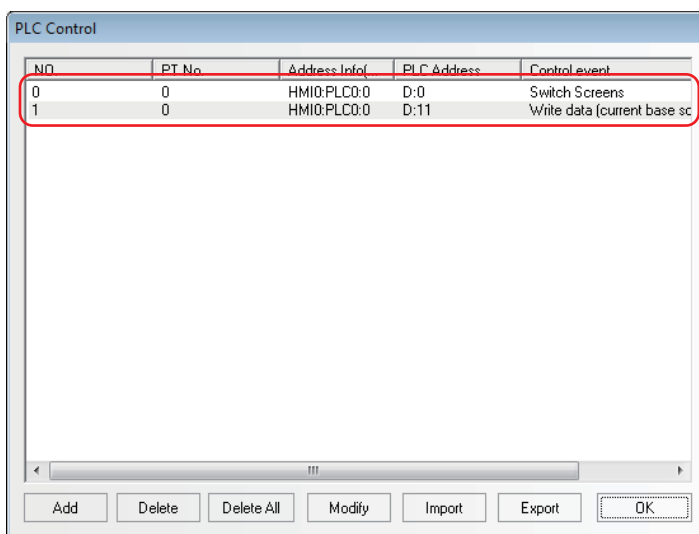 PLC Control
NO. PT No. Address Info(... PLC Address Control event
0 0 HMI0:PLC0:0 D:0 Switch Screens
1 0 HMI0:PLC0:0 D:11 Write data (current base sc
Add Delete Delete All Modify Import Export OK